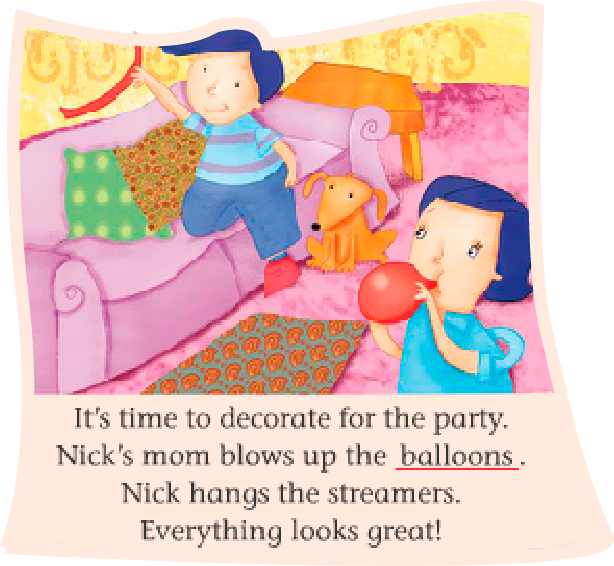 It's time to decorate for the party.
Nick's mom blows up the balloons.
Nick hangs the streamers.
Everything looks great!